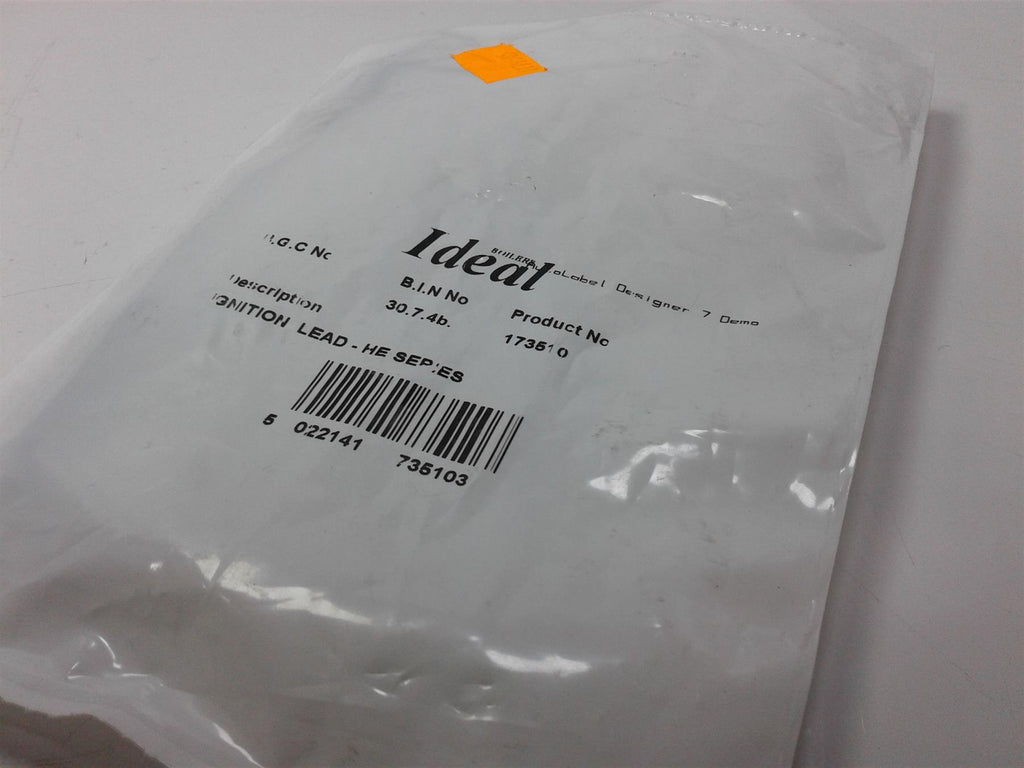 Ideal
BOILERS
oLabel Designer 7 Demo
.G.C No
B.I.N No
Product No
30.7.4b.
173510
Description
IGNITION LEAD - HE SERIES
5 022141 735103